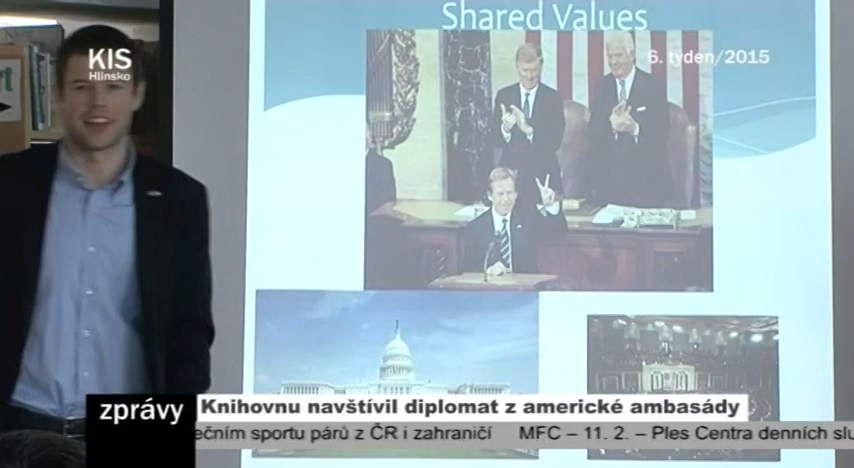 Shared Values
KIS
Hlinsko
6. týden/2015
zprávy
Knihovnu navštívil diplomat z americké ambasády
ečním sportu párů z ČR i zahraničí MFC – 11. 2. – Ples Centra denních slu